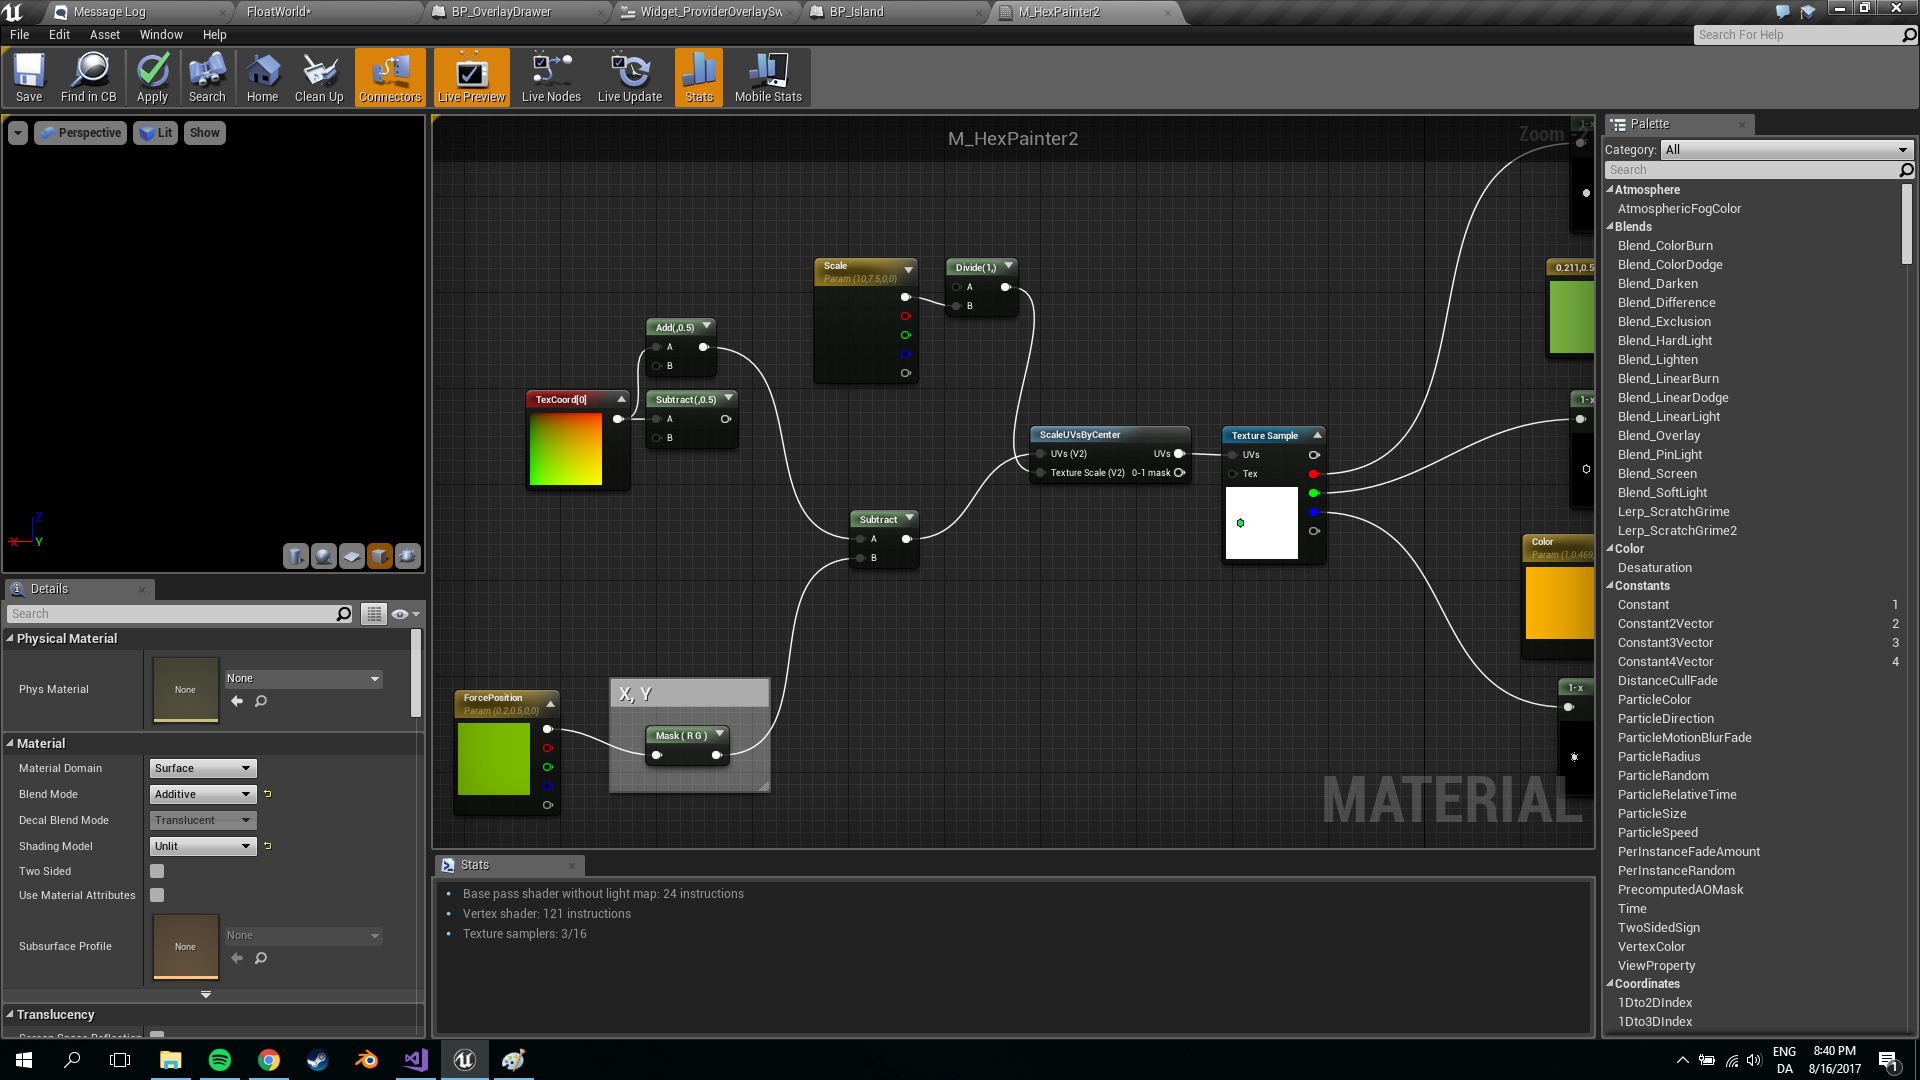 Message Log
FloatWorld*
BP_OverlayDrawer
Widget_ProviderOverlaySw
BP_Island
M_HexPainter2
File Edit Asset Window Help
Search For Help
Save
Find in CB
Apply
Search
Home
Clean Up
Connectors
Live Preview
Live Nodes
Live Update
Stats
Mobile Stats
Perspective
Lit
Show
Z
X
Y
Details
Search
Physical Material
Phys Material
None
None
Material
Material Domain
Surface
Blend Mode
Additive
Decal Blend Mode
Translucent
Shading Model
Unlit
Two Sided
Use Material Attributes
Subsurface Profile
None
None
Translucency
M_HexPainter2
Zoom -2
1-x
Scale
Param (10,7.5,0,0)
Divide(1,)
A
B
Add(,0.5)
A
B
TexCoord[0]
Subtract(,0.5)
A
B
ScaleUVsByCenter
UVs (V2)
UVs
Texture Scale (V2)
0-1 mask
Texture Sample
UVs
Tex
Subtract
A
B
ForcePosition
Param (0.2,0.5,0,0)
X, Y
Mask ( R G )
0.211,0.5
1-x
Color
Param (1,0.469
1-x
MATERIAL
Stats
Base pass shader without light map: 24 instructions
Vertex shader: 121 instructions
Texture samplers: 3/16
Palette
Category: All
Search
Atmosphere
AtmosphericFogColor
Blends
Blend_ColorBurn
Blend_ColorDodge
Blend_Darken
Blend_Difference
Blend_Exclusion
Blend_HardLight
Blend_Lighten
Blend_LinearBurn
Blend_LinearDodge
Blend_LinearLight
Blend_Overlay
Blend_PinLight
Blend_Screen
Blend_SoftLight
Lerp_ScratchGrime
Lerp_ScratchGrime2
Color
Desaturation
Constants
Constant 1
Constant2Vector 2
Constant3Vector 3
Constant4Vector 4
DistanceCullFade
ParticleColor
ParticleDirection
ParticleMotionBlurFade
ParticleRadius
ParticleRandom
ParticleRelativeTime
ParticleSize
ParticleSpeed
PerInstanceFadeAmount
PerInstanceRandom
PrecomputedAOMask
Time
TwoSidedSign
VertexColor
ViewProperty
Coordinates
1Dto2DIndex
1Dto3DIndex
ENG
DA
8:40 PM
8/16/2017
1